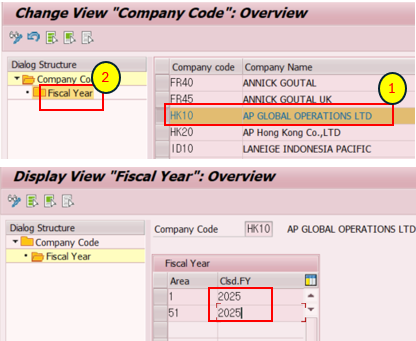 Change View "Company Code": Overview
Dialog Structure
Company Co
2
Fiscal Year
Company code Company Name
1
FR40 ANNICK GOUTAL
FR45 ANNICK GOUTAL UK
HK10 AP GLOBAL OPERATIONS LTD
HK20 AP Hong Kong Co.,LTD
ID10 LANEIGE INDONESIA PACIFIC
Display View "Fiscal Year": Overview
Dialog Structure
Company Code
Fiscal Year
Company Code HK10 AP GLOBAL OPERATIONS LTD
Fiscal Year
Area Clsd.FY
1 2025
51 2025